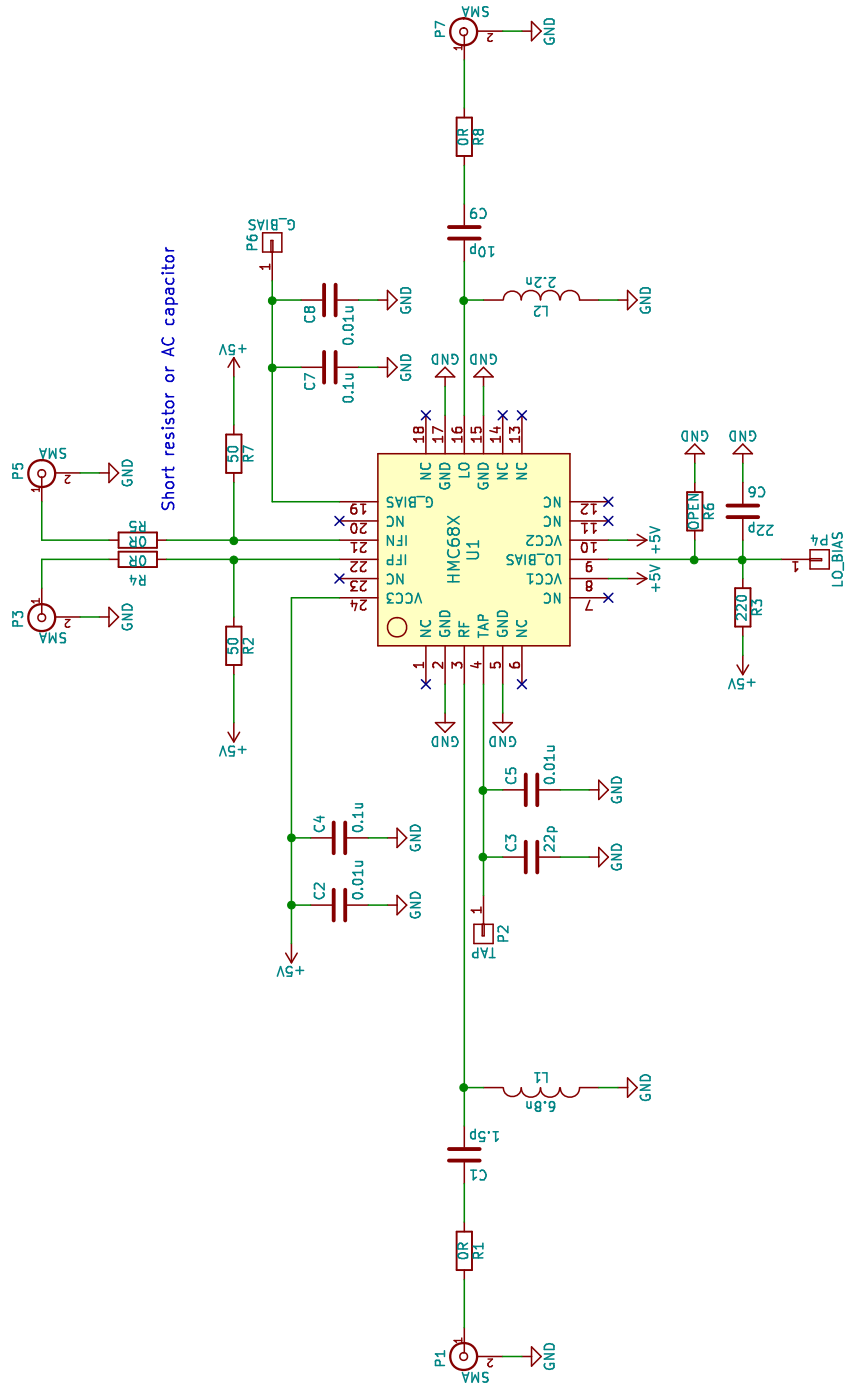 P7
SMA
1
2
GND
0R
R8
C9
10p
G_BIAS
P6
1
Short resistor or AC capacitor
C8
0.01u
GND
2.2n
L2
GND
+5V
C7
0.1u
GND
GND
GND
P5
SMA
1
2
GND
50
R7
18
17
16
15
14
13
NC
GND
LO
GND
NC
NC
GND
GND
R5
0R
0R
R4
19
20
21
22
23
24
G_BIAS
NC
IFN
IFP
NC
VCC3
HMC68X
U1
NC
NC
VCC2
LO_BIAS
VCC1
NC
12
11
10
9
8
7
+5V
+5V
OPEN
R6
C6
22p
P4
1
LO_BIAS
220
R3
+5V
P3
SMA
1
2
GND
50
R2
+5V
NC
GND
RF
TAP
GND
NC
1
2
3
4
5
6
GND
GND
C5
0.01u
GND
C4
0.1u
GND
C3
22p
GND
C2
0.01u
GND
1
P2
TAP
+5V
L1
6.8n
GND
1.5p
C1
0R
R1
P1
SMA
1
2
GND